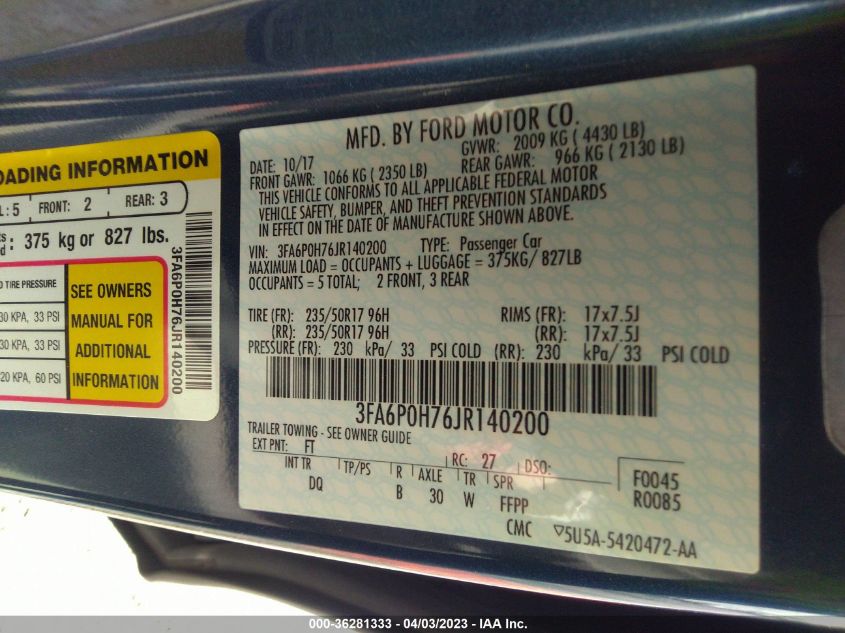 OADING INFORMATION
L: 5 FRONT: 2 REAR: 3
: 375 kg or 827 lbs.
TIRE PRESSURE
30 KPA, 33 PSI
30 KPA, 33 PSI
20 KPA, 60 PSI
SEE OWNERS
MANUAL FOR
ADDITIONAL
INFORMATION
3FA6P0H76JR140200
MFD. BY FORD MOTOR CO.
DATE: 10/17 GVWR: 2009 KG ( 4430 LB)
FRONT GAWR: 1066 KG ( 2350 LB) REAR GAWR: 966 KG ( 2130 LB)
THIS VEHICLE CONFORMS TO ALL APPLICABLE FEDERAL MOTOR
VEHICLE SAFETY, BUMPER, AND THEFT PREVENTION STANDARDS
IN EFFECT ON THE DATE OF MANUFACTURE SHOWN ABOVE.
VIN: 3FA6P0H76JR140200 TYPE: Passenger Car
MAXIMUM LOAD = OCCUPANTS + LUGGAGE = 375KG/ 827LB
OCCUPANTS = 5 TOTAL; 2 FRONT, 3 REAR
TIRE (FR): 235/50R17 96H RIMS (FR): 17x7.5J
(RR): 235/50R17 96H (RR): 17x7.5J
PRESSURE (FR): 230 kPa/ 33 PSI COLD (RR): 230 kPa/ 33 PSI COLD
3FA6P0H76JR140200
TRAILER TOWING - SEE OWNER GUIDE
EXT PNT: FT RC: 27 DSO:
INT TR TP/PS R AXLE TR SPR F0045
DQ B 30 W FFPP R0085
CMC ▽5U5A-5420472-AA
000-36281333 - 04/03/2023 - IAA Inc.